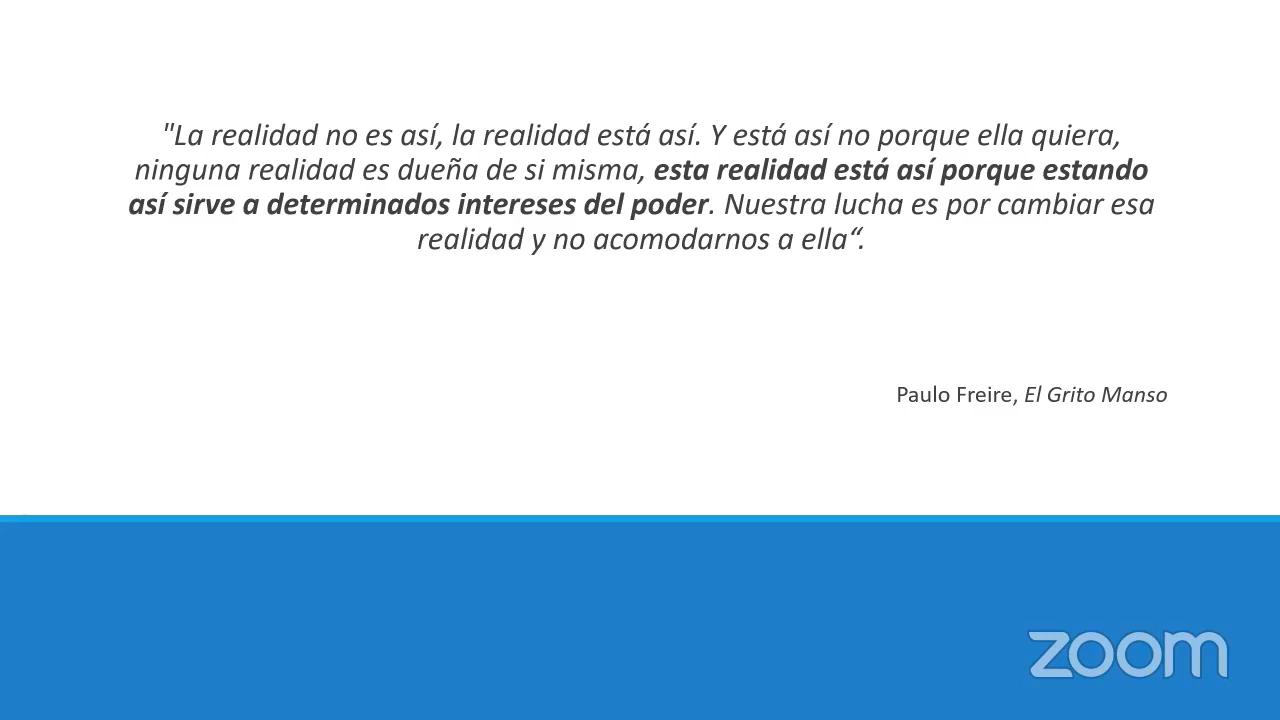 "La realidad no es así, la realidad está así. Y está así no porque ella quiera,
ninguna realidad es dueña de si misma, esta realidad está así porque estando
así sirve a determinados intereses del poder. Nuestra lucha es por cambiar esa
realidad y no acomodarnos a ella“.
Paulo Freire, El Grito Manso
zoom